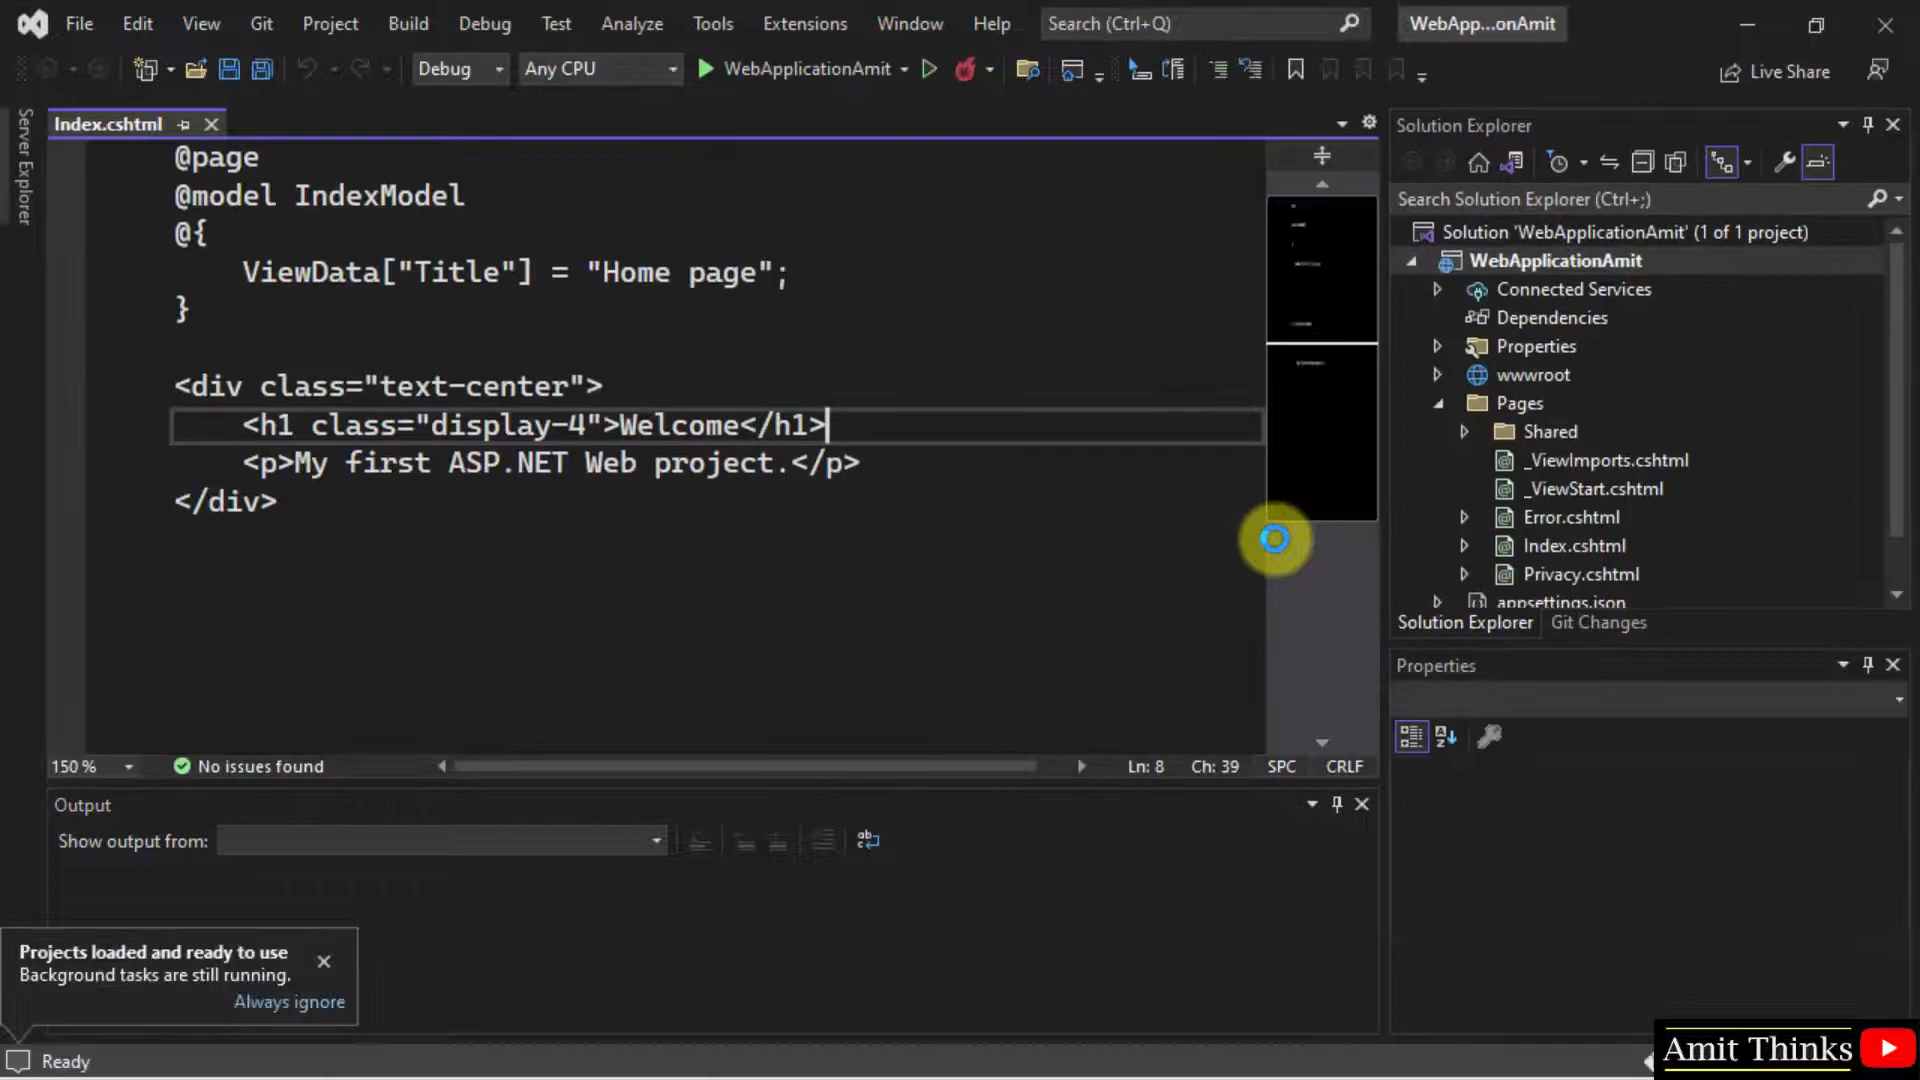 File Edit View Git Project Build Debug Test Analyze Tools Extensions Window Help Search (Ctrl+Q) WebApp...onAmit
Debug Any CPU WebApplicationAmit Live Share
Server Explorer
Index.cshtml
@page
@model IndexModel
@{
ViewData["Title"] = "Home page";
}
<div class="text-center">
<h1 class="display-4">Welcome</h1>
<p>My first ASP.NET Web project.</p>
</div>
150 % No issues found Ln: 8 Ch: 39 SPC CRLF
Output
Show output from:
Solution Explorer
Search Solution Explorer (Ctrl+;)
Solution 'WebApplicationAmit' (1 of 1 project)
WebApplicationAmit
Connected Services
Dependencies
Properties
wwwroot
Pages
Shared
_ViewImports.cshtml
_ViewStart.cshtml
Error.cshtml
Index.cshtml
Privacy.cshtml
appsettings.json
Solution Explorer Git Changes
Properties
Projects loaded and ready to use
Background tasks are still running.
Always ignore
Ready
Amit Thinks